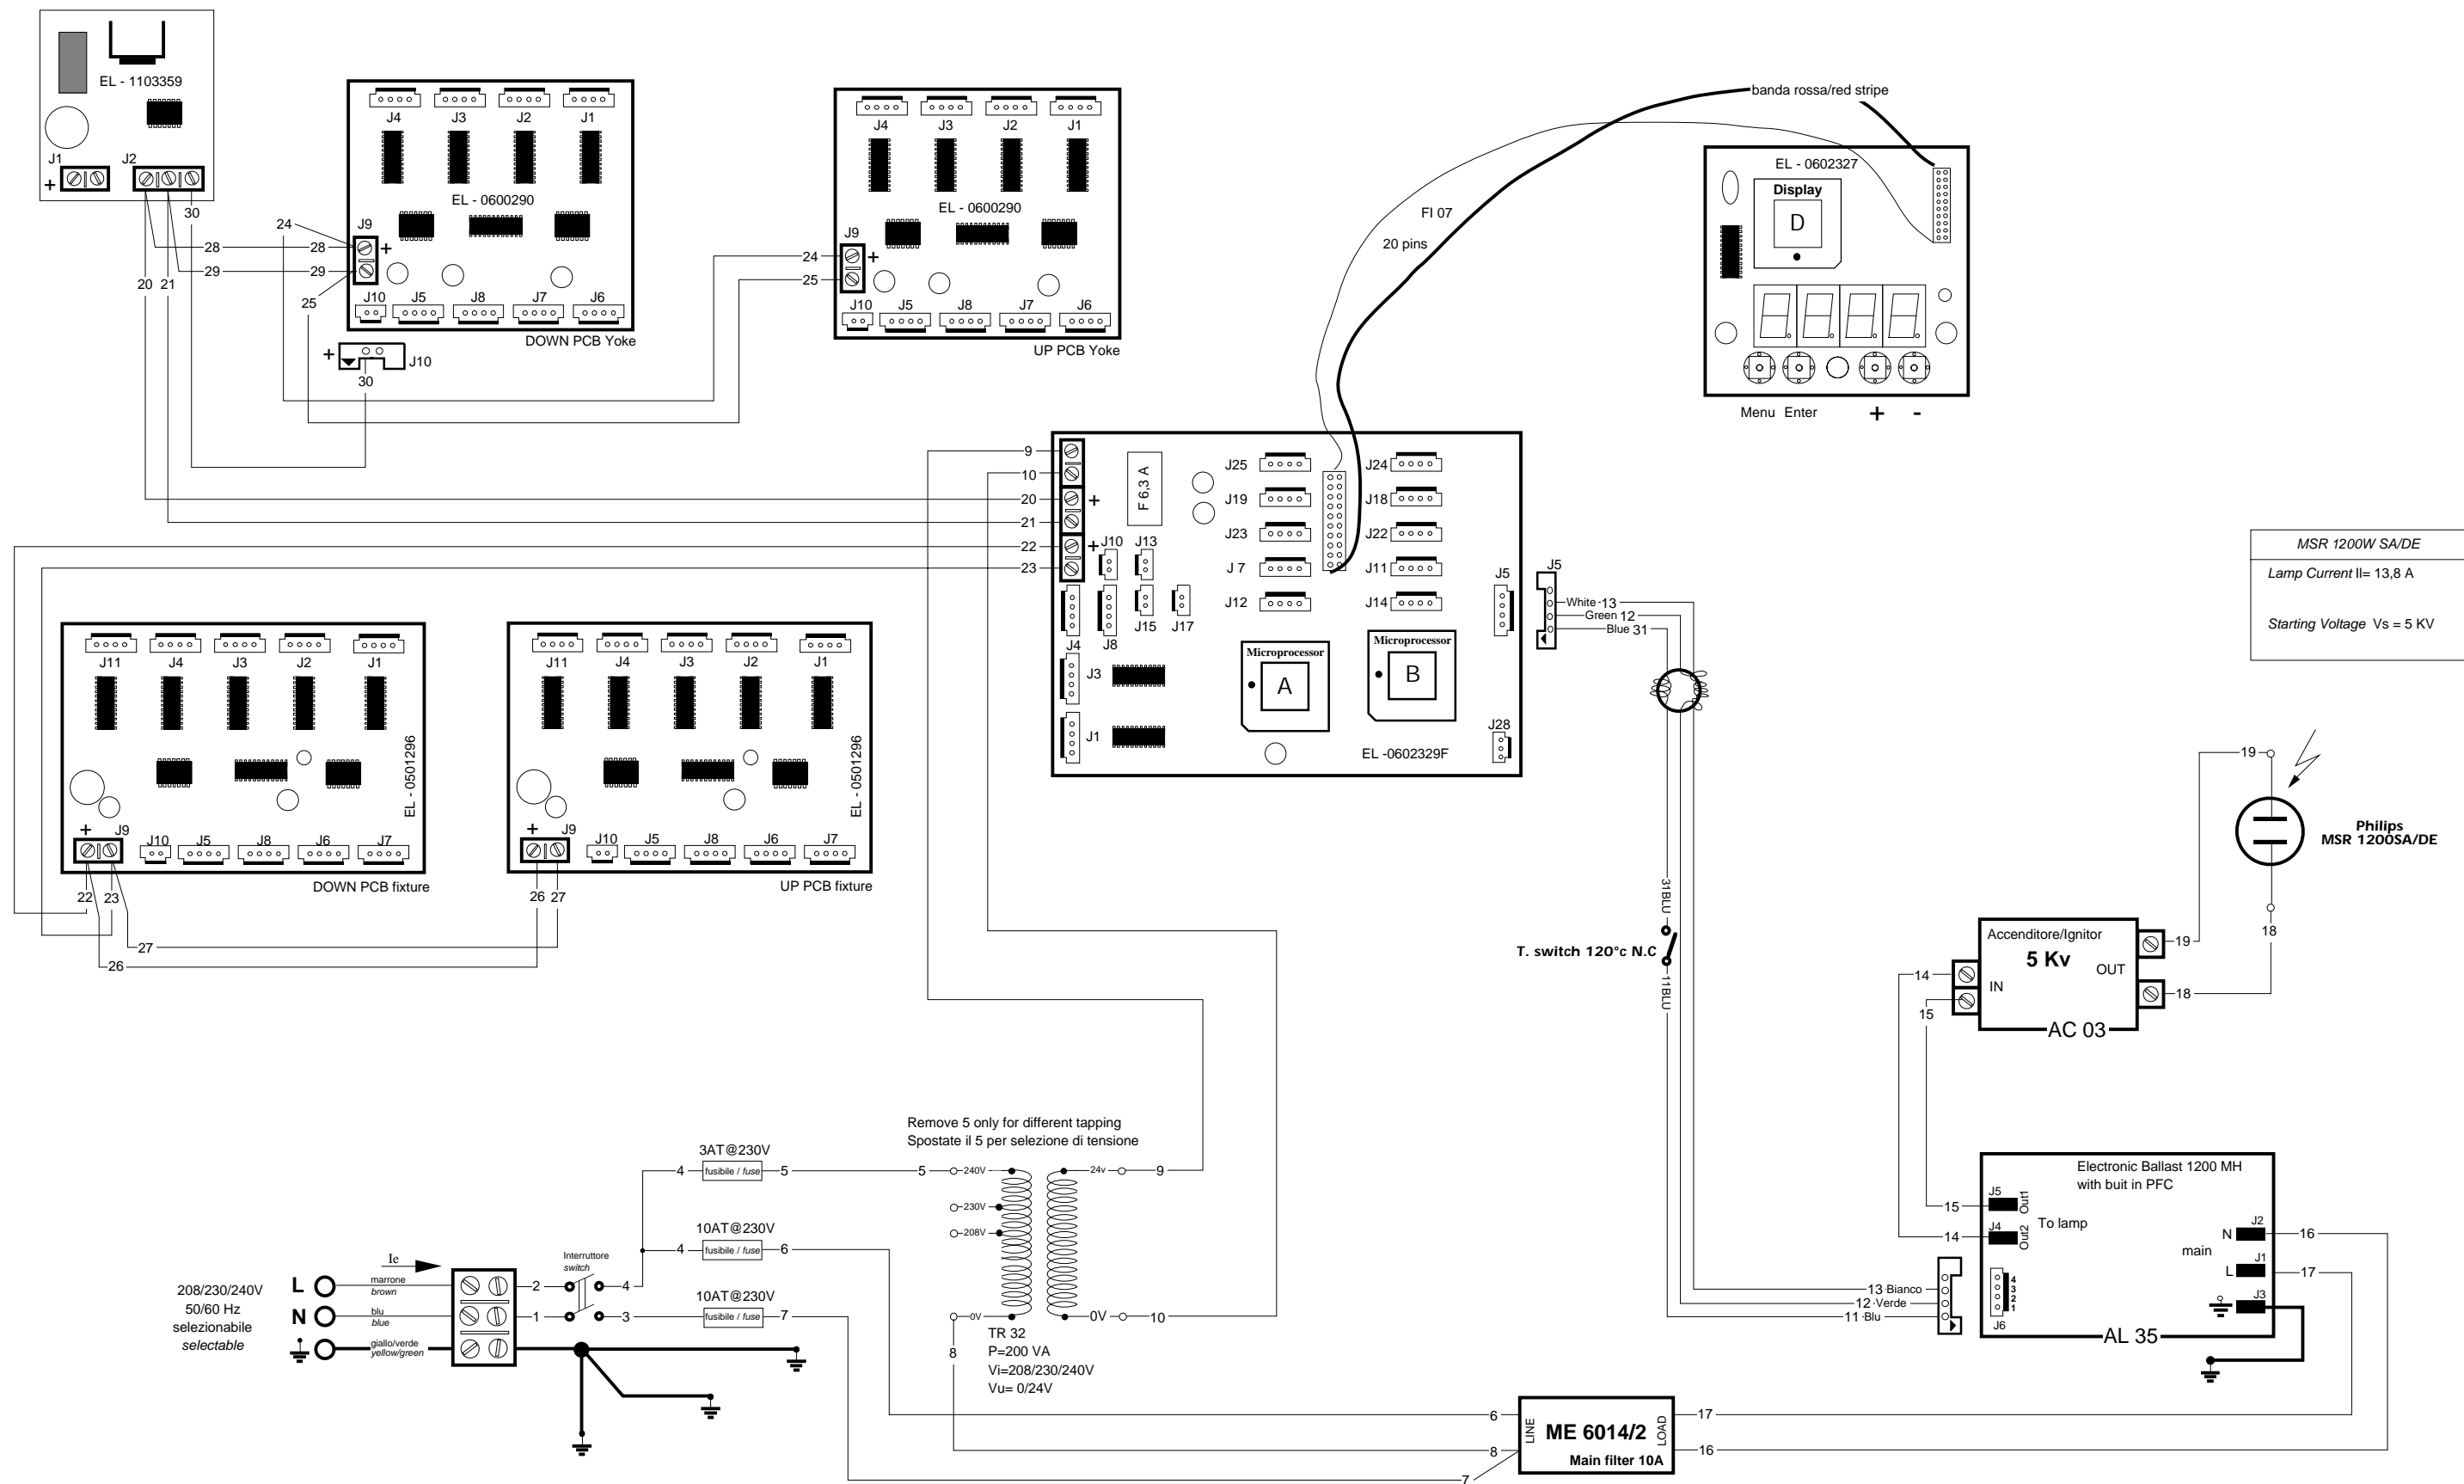 EL - 1103359
J1
J2
+
30
28
28
29
29
20
21
24
25
J4
J3
J2
J1
EL - 0600290
J9
+
J10
J5
J8
J7
J6
DOWN PCB Yoke
+
J10
30
J4
J3
J2
J1
EL - 0600290
J9
+
24
25
J10
J5
J8
J7
J6
UP PCB Yoke
banda rossa/red stripe
FI 07
20 pins
EL - 0602327
Display
D
Menu
Enter
+
-
9
10
20
+
21
22
+
23
F 6,3 A
J25
J24
J19
J18
J23
J22
J 7
J11
J12
J14
J10
J13
J15
J17
J4
J8
J3
J1
J5
J28
Microprocessor
A
Microprocessor
B
EL -0602329F
J5
White 13
Green 12
Blue 31
MSR 1200W SA/DE
Lamp Current Il= 13,8 A
Starting Voltage Vs = 5 KV
J11
J4
J3
J2
J1
EL - 0501296
+
J9
J10
J5
J8
J6
J7
DOWN PCB fixture
22
23
27
26
J11
J4
J3
J2
J1
EL - 0501296
+
J9
J10
J5
J8
J6
J7
UP PCB fixture
26
27
31BLU
T. switch 120°c N.C
11BLU
19
Philips
MSR 1200SA/DE
18
Accenditore/Ignitor
5 Kv
IN
OUT
AC 03
14
15
19
18
Electronic Ballast 1200 MH
with buit in PFC
J5
Out1
J4
Out2
To lamp
15
14
J2
N
main
J1
L
J3
16
17
4
3
2
1
J6
AL 35
13 Bianco
12 Verde
11 Blu
Remove 5 only for different tapping
Spostate il 5 per selezione di tensione
3AT@230V
4
fusibile / fuse
5
5
240V
230V
208V
0V
24v
9
0V
10
10AT@230V
4
fusibile / fuse
6
10AT@230V
3
fusibile / fuse
7
8
TR 32
P=200 VA
Vi=208/230/240V
Vu= 0/24V
208/230/240V
50/60 Hz
selezionabile
selectable
Ie
L
marrone
brown
N
blu
blue
giallo/verde
yellow/green
Interruttore
switch
2
4
1
6
8
7
LINE
ME 6014/2
LOAD
Main filter 10A
17
16